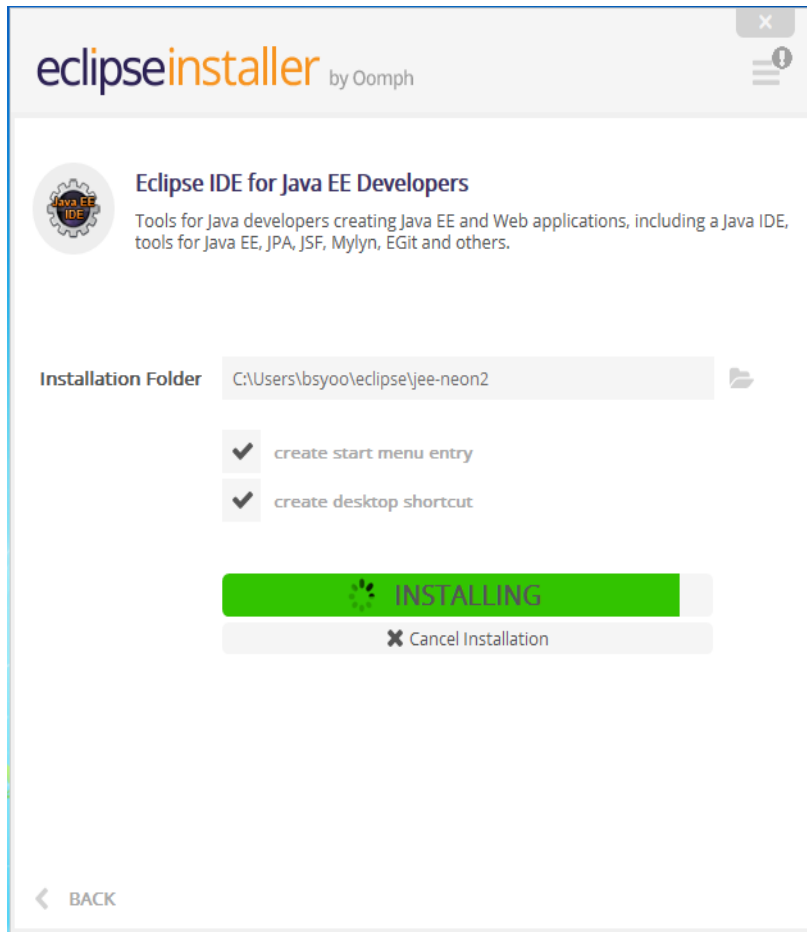 eclipseinstaller by Oomph
Java EE
IDE
Eclipse IDE for Java EE Developers
Tools for Java developers creating Java EE and Web applications, including a Java IDE,
tools for Java EE, JPA, JSF, Mylyn, EGit and others.
Installation Folder C:\Users\bsyoo\eclipse\jee-neon2
create start menu entry
create desktop shortcut
INSTALLING
Cancel Installation
BACK